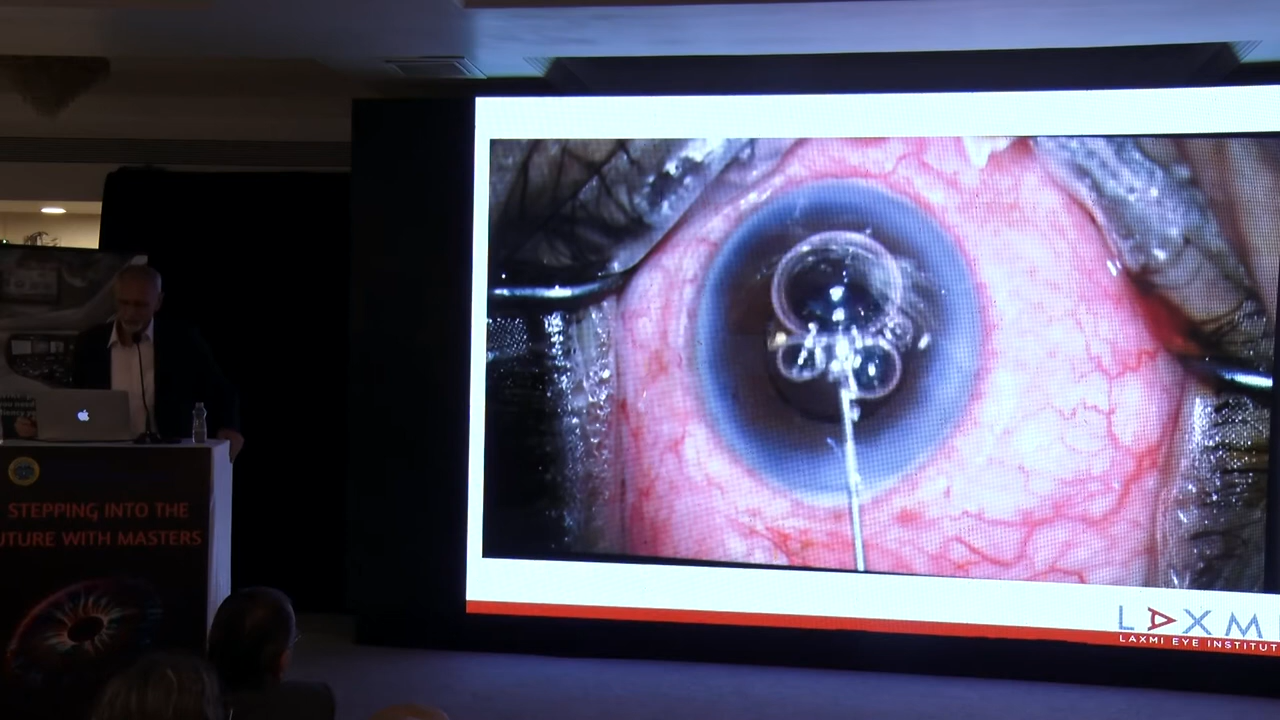 STEPPING INTO THE
UTURE WITH MASTERS
LAXM
LAXMI EYE INSTITUT